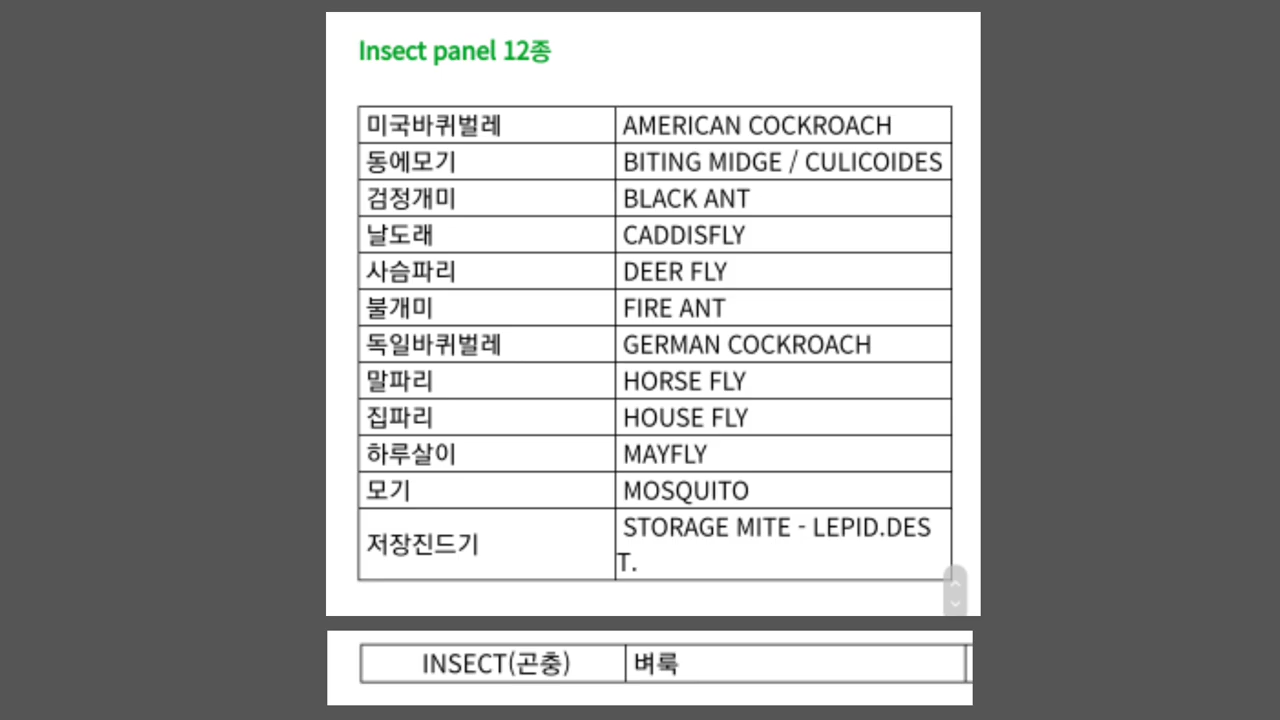 Insect panel 12종
미국바퀴벌레 AMERICAN COCKROACH
동에모기 BITING MIDGE / CULICOIDES
검정개미 BLACK ANT
날도래 CADDISFLY
사슴파리 DEER FLY
불개미 FIRE ANT
독일바퀴벌레 GERMAN COCKROACH
말파리 HORSE FLY
집파리 HOUSE FLY
하루살이 MAYFLY
모기 MOSQUITO
저장진드기 STORAGE MITE - LEPID.DES
T.
INSECT(곤충) 벼룩